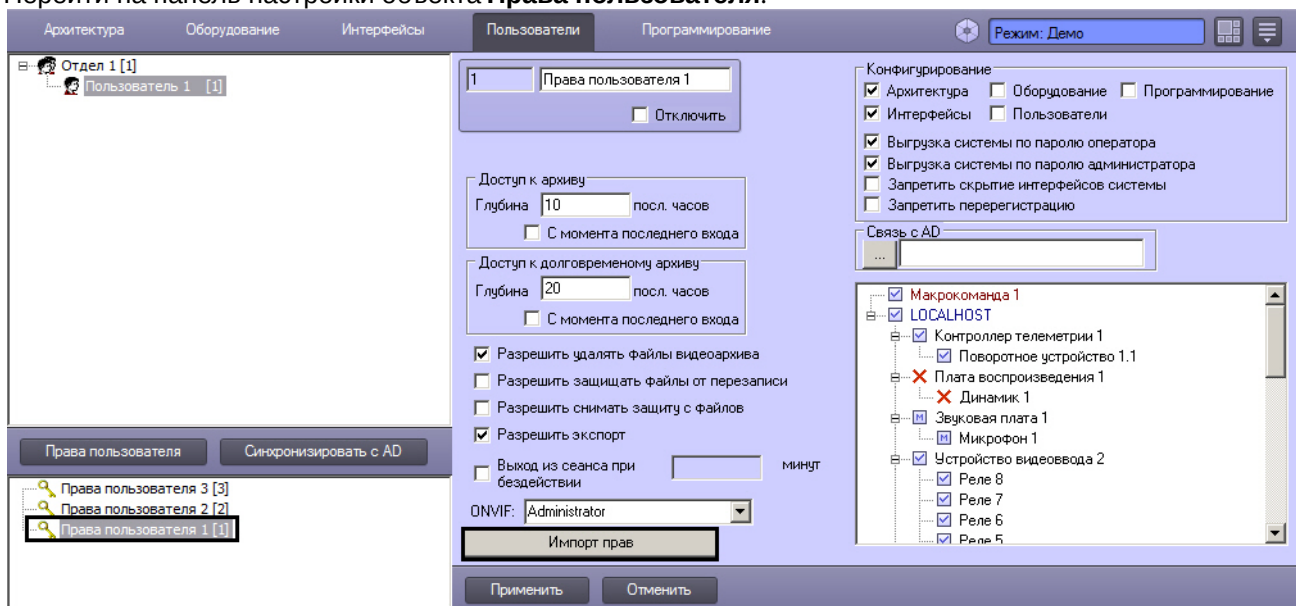 Перейти на панель настройки объекта Права пользователя.
Архитектура Оборудование Интерфейсы Пользователи Программирование Режим: Демо
Отдел 1 [1]
Пользователь 1 [1]
Права пользователя Синхронизировать с AD
Права пользователя 3 [3]
Права пользователя 2 [2]
Права пользователя 1 [1]
1 Права пользователя 1
Отключить
Доступ к архиву
Глубина 10 посл. часов
С момента последнего входа
Доступ к долговременому архиву
Глубина 20 посл. часов
С момента последнего входа
Разрешить удалять файлы видеоархива
Разрешить защищать файлы от перезаписи
Разрешить снимать защиту с файлов
Разрешить экспорт
Выход из сеанса при минут
бездействии
ONVIF: Administrator
Импорт прав
Применить Отменить
Конфигурирование
Архитектура Оборудование Программирование
Интерфейсы Пользователи
Выгрузка системы по паролю оператора
Выгрузка системы по паролю администратора
Запретить скрытие интерфейсов системы
Запретить перерегистрацию
Связь с AD
...
Макрокоманда 1
LOCALHOST
Контроллер телеметрии 1
Поворотное устройство 1.1
Плата воспроизведения 1
Динамик 1
М Звуковая плата 1
М Микрофон 1
Устройство видеоввода 2
Реле 8
Реле 7
Реле 6
Реле 5